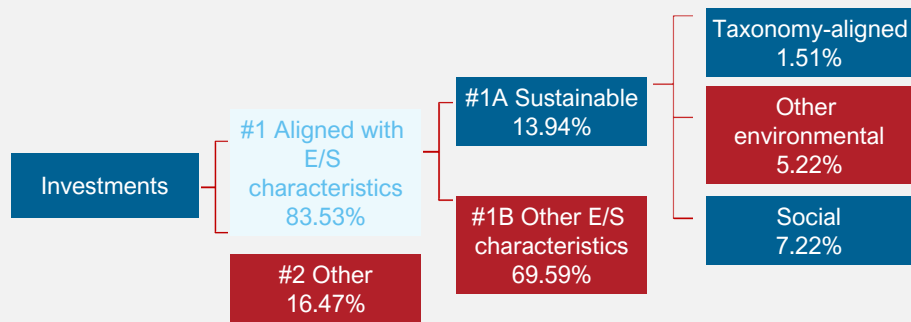 Investments
#1 Aligned with
E/S
characteristics
83.53%
#2 Other
16.47%
#1A Sustainable
13.94%
#1B Other E/S
characteristics
69.59%
Taxonomy-aligned
1.51%
Other
environmental
5.22%
Social
7.22%